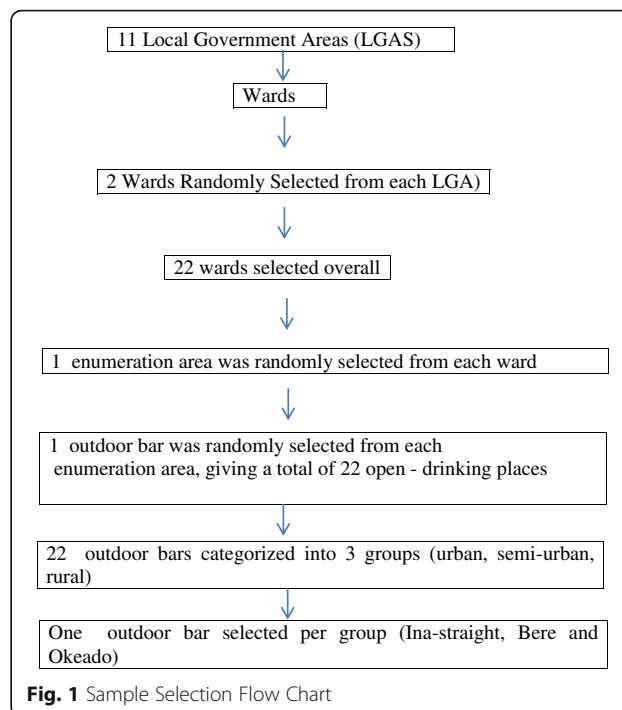 11 Local Government Areas (LGAS)
Wards
2 Wards Randomly Selected from each LGA)
22 wards selected overall
1 enumeration area was randomly selected from each ward
1 outdoor bar was randomly selected from each
enumeration area, giving a total of 22 open - drinking places
22 outdoor bars categorized into 3 groups (urban, semi-urban,
rural)
One outdoor bar selected per group (Ina-straight, Bere and
Okeado)
Fig. 1 Sample Selection Flow Chart